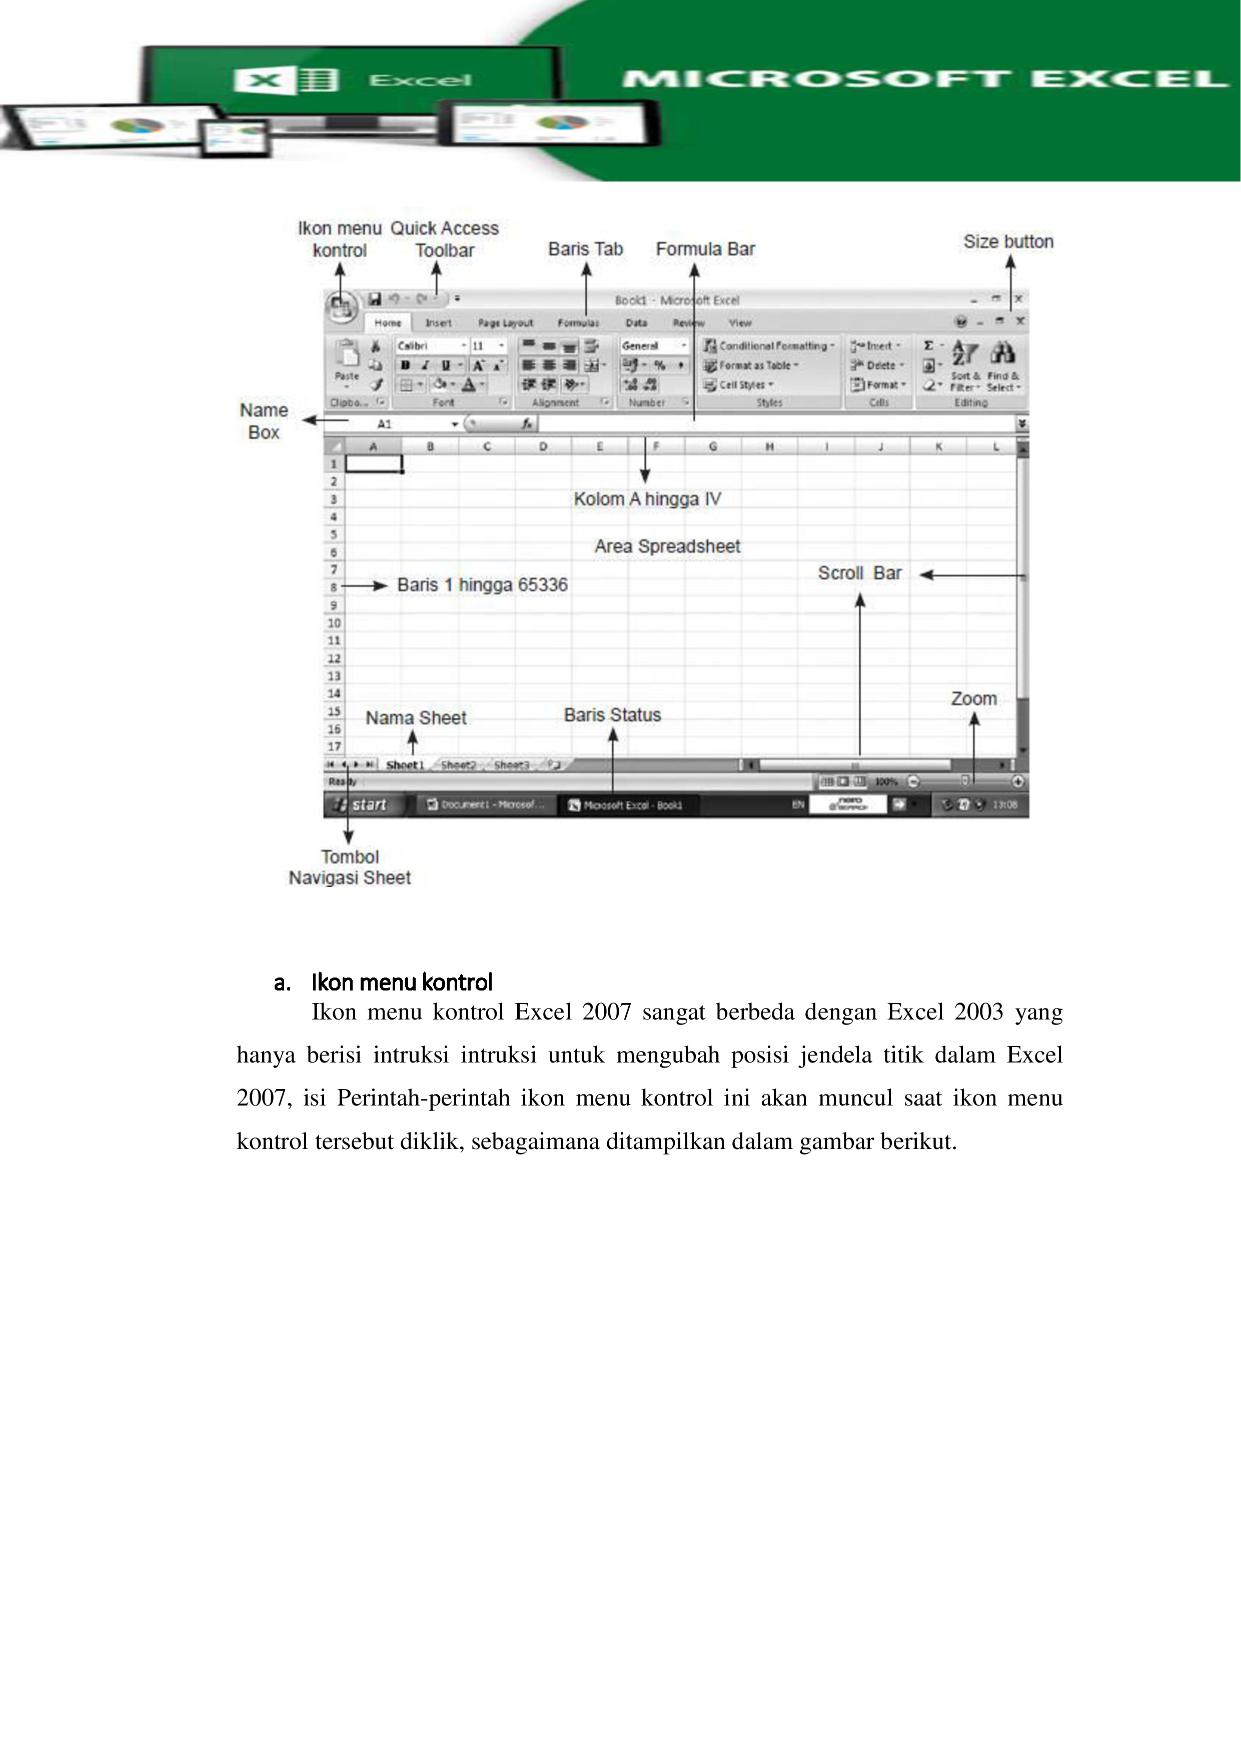 Excel
MICROSOFT EXCEL
Ikon menu kontrol
Quick Access Toolbar
Baris Tab
Formula Bar
Size button
Book1 - Microsoft Excel
Home Insert Page Layout Formulas Data Review View
Calibri 11 General Conditional Formatting Insert Σ
Paste B I U A A % , Format as Table Delete Sort & Filter Find & Select
Cell Styles Format
Clipbo... Font Alignment Number Styles Cells Editing
Name Box
A1 fx
A B C D E F G H I J K L
1
2
3
Kolom A hingga IV
4
5
6
Area Spreadsheet
7
Scroll Bar
8
Baris 1 hingga 65336
9
10
11
12
13
14
Zoom
15
Nama Sheet
Baris Status
16
17
Sheet1 Sheet2 Sheet3
Ready 100%
start Document1 - Microsof... Microsoft Excel - Book1 EN 13:08
Tombol
Navigasi Sheet
a. Ikon menu kontrol
Ikon menu kontrol Excel 2007 sangat berbeda dengan Excel 2003 yang
hanya berisi intruksi intruksi untuk mengubah posisi jendela titik dalam Excel
2007, isi Perintah-perintah ikon menu kontrol ini akan muncul saat ikon menu
kontrol tersebut diklik, sebagaimana ditampilkan dalam gambar berikut.